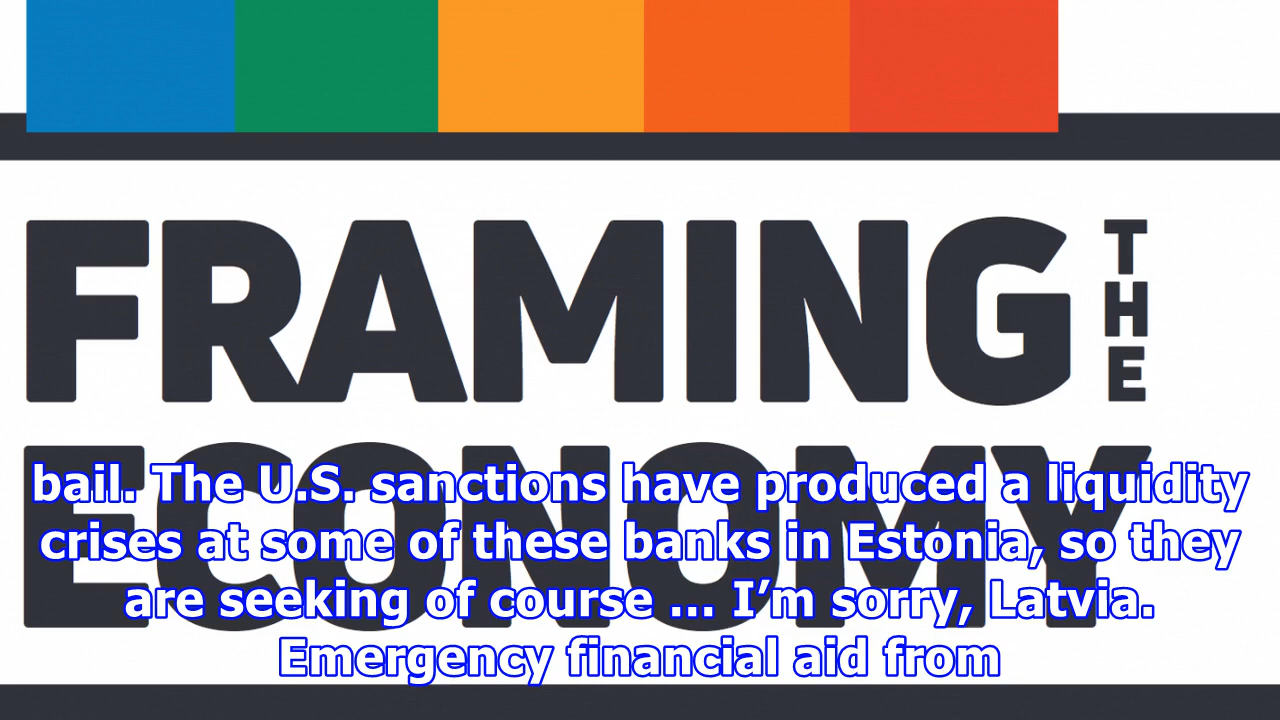 FRAMING THE
ECONOMY
bail. The U.S. sanctions have produced a liquidity
crises at some of these banks in Estonia, so they
are seeking of course ... I’m sorry, Latvia.
Emergency financial aid from